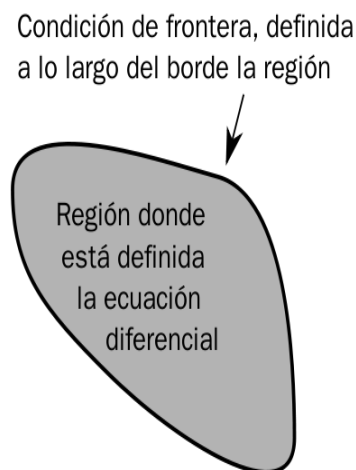 Condición de frontera, definida
a lo largo del borde la región
Región donde
está definida
la ecuación
diferencial